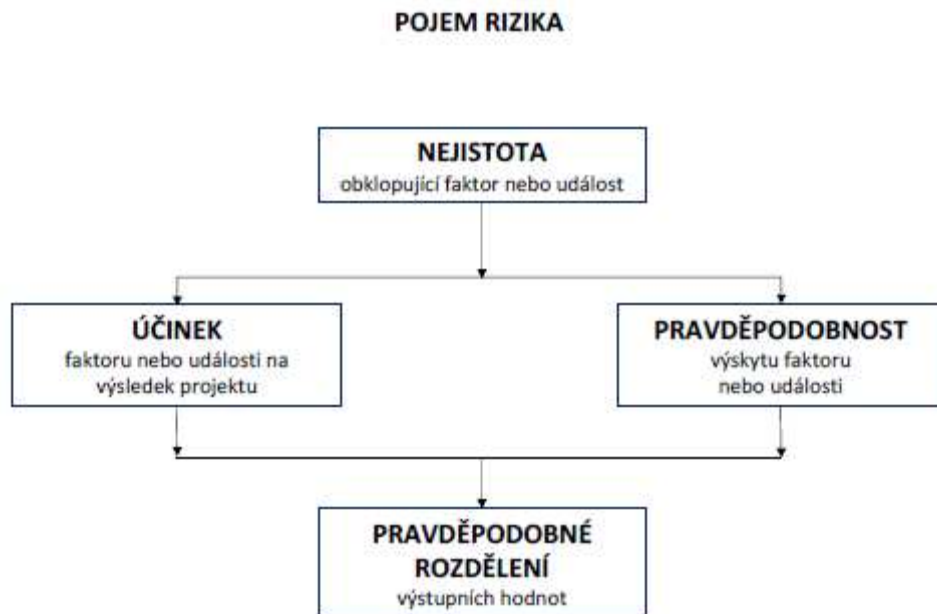 POJEM RIZIKA
NEJISTOTA
obklopující faktor nebo událost
ÚČINEK
faktoru nebo události na
výsledek projektu
PRAVDĚPODOBNOST
výskytu faktoru
nebo události
PRAVDĚPODOBNÉ
ROZDĚLENÍ
výstupních hodnot